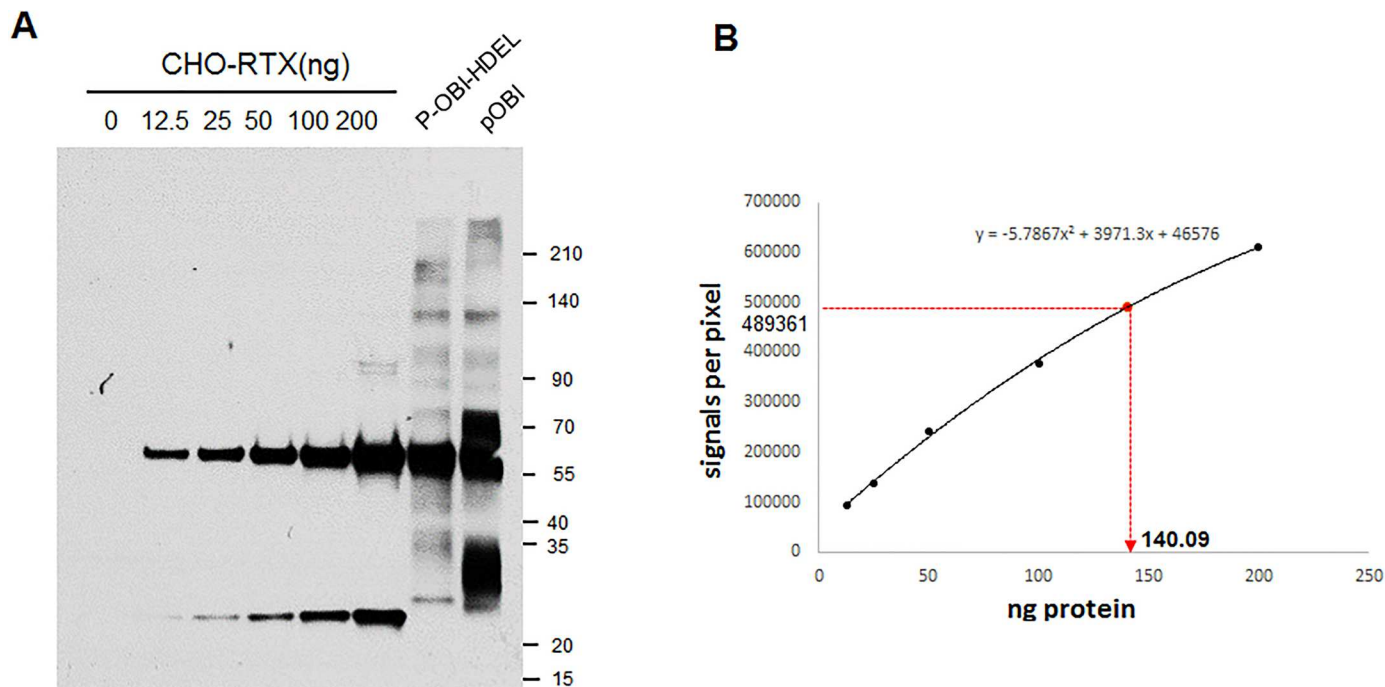 A
CHO-RTX(ng)
0 12.5 25 50 100 200
P-OBI-HDEL
pOBI
210
140
90
70
55
40
35
20
15
B
700000
600000
500000
489361
400000
300000
200000
100000
0
y = -5.7867x² + 3971.3x + 46576
140.09
0 50 100 150 200 250
signals per pixel
ng protein